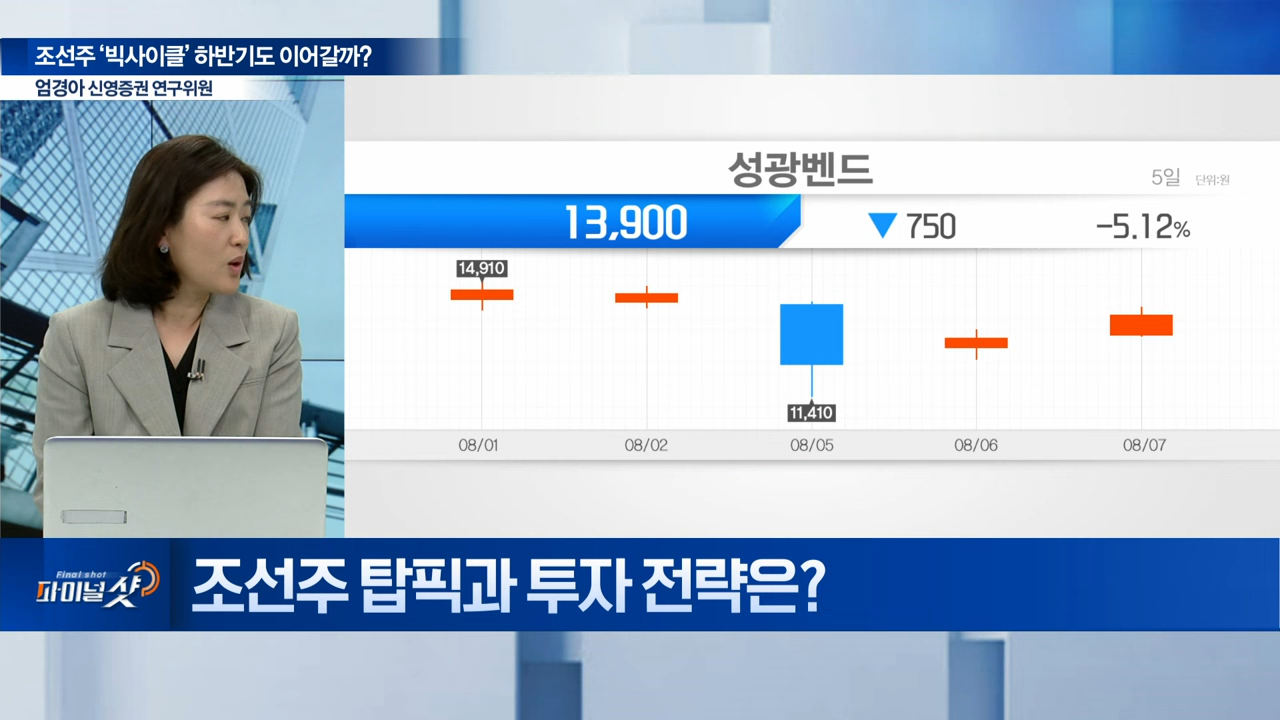 조선주 ‘빅사이클’ 하반기도 이어갈까?
엄경아 신영증권 연구위원
성광벤드
5일 단위:원
13,900 ▼ 750 -5.12%
14,910
11,410
08/01 08/02 08/05 08/06 08/07
Final shot
파이널샷
조선주 탑픽과 투자 전략은?